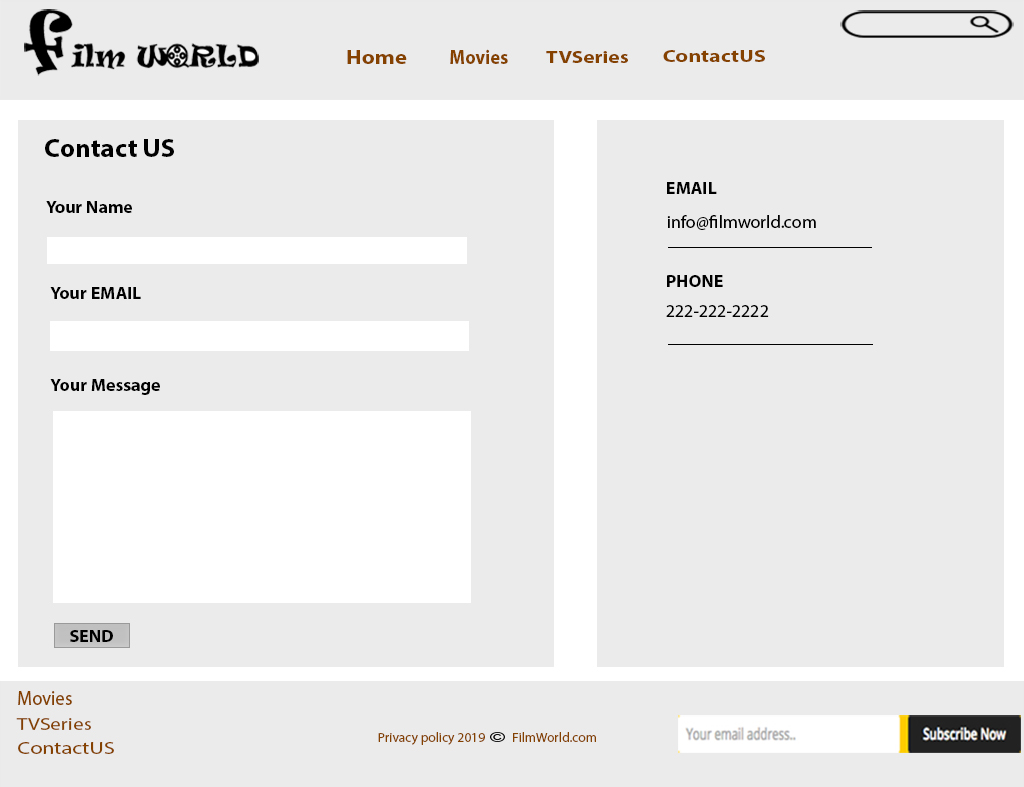 Film WORLD
Home Movies TVSeries ContactUS
Contact US
Your Name
Your EMAIL
Your Message
SEND
EMAIL
info@filmworld.com
PHONE
222-222-2222
Movies
TVSeries
ContactUS
Privacy policy 2019 © FilmWorld.com
Your email address..
Subscribe Now